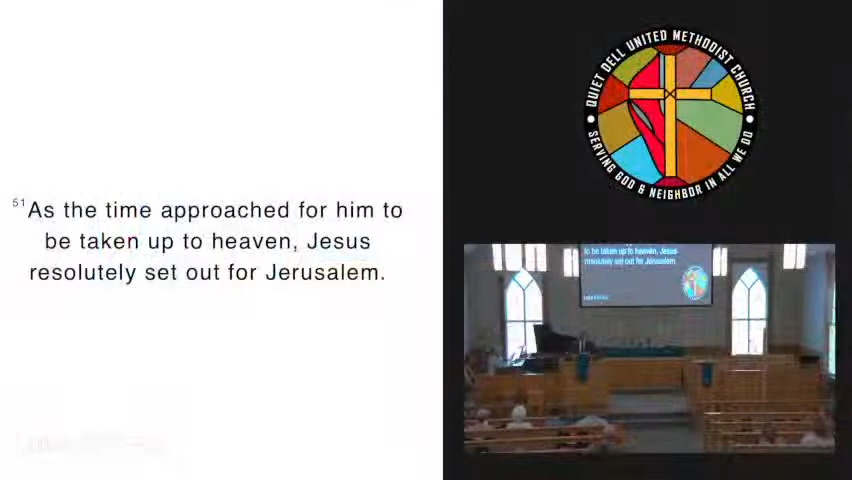 51 As the time approached for him to
be taken up to heaven, Jesus
resolutely set out for Jerusalem.
QUIET DELL UNITED METHODIST CHURCH
SERVING GOD & NEIGHBOR IN ALL WE DO
to be taken up to heaven, Jesus
resolutely set out for Jerusalem.